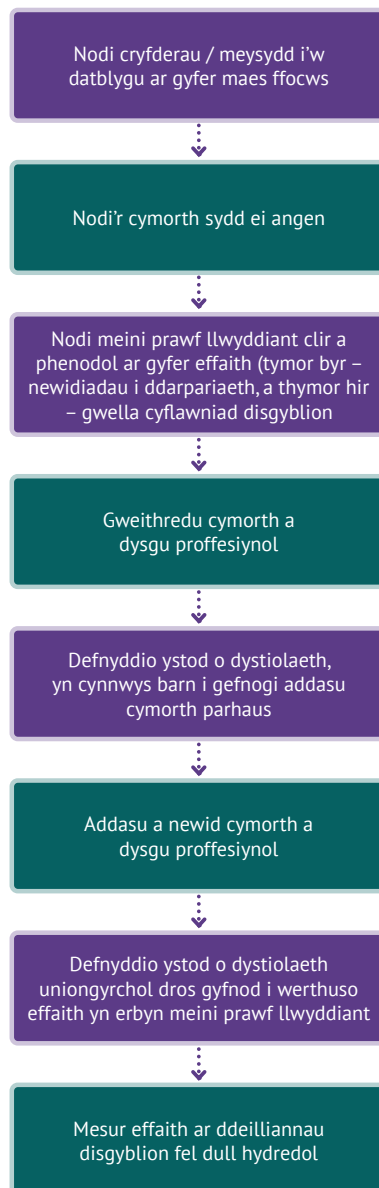 Nodi cryfderau / meysydd i'w
datblygu ar gyfer maes ffocws
Nodi'r cymorth sydd ei angen
Nodi meini prawf llwyddiant clir a
phenodol ar gyfer effaith (tymor byr –
newidiadau i ddarpariaeth, a thymor hir
– gwella cyflawniad disgyblion
Gweithredu cymorth a
dysgu proffesiynol
Defnyddio ystod o dystiolaeth,
yn cynnwys barn i gefnogi addasu
cymorth parhaus
Addasu a newid cymorth a
dysgu proffesiynol
Defnyddio ystod o dystiolaeth
uniongyrchol dros gyfnod i werthuso
effaith yn erbyn meini prawf llwyddiant
Mesur effaith ar ddeilliannau
disgyblion fel dull hydredol